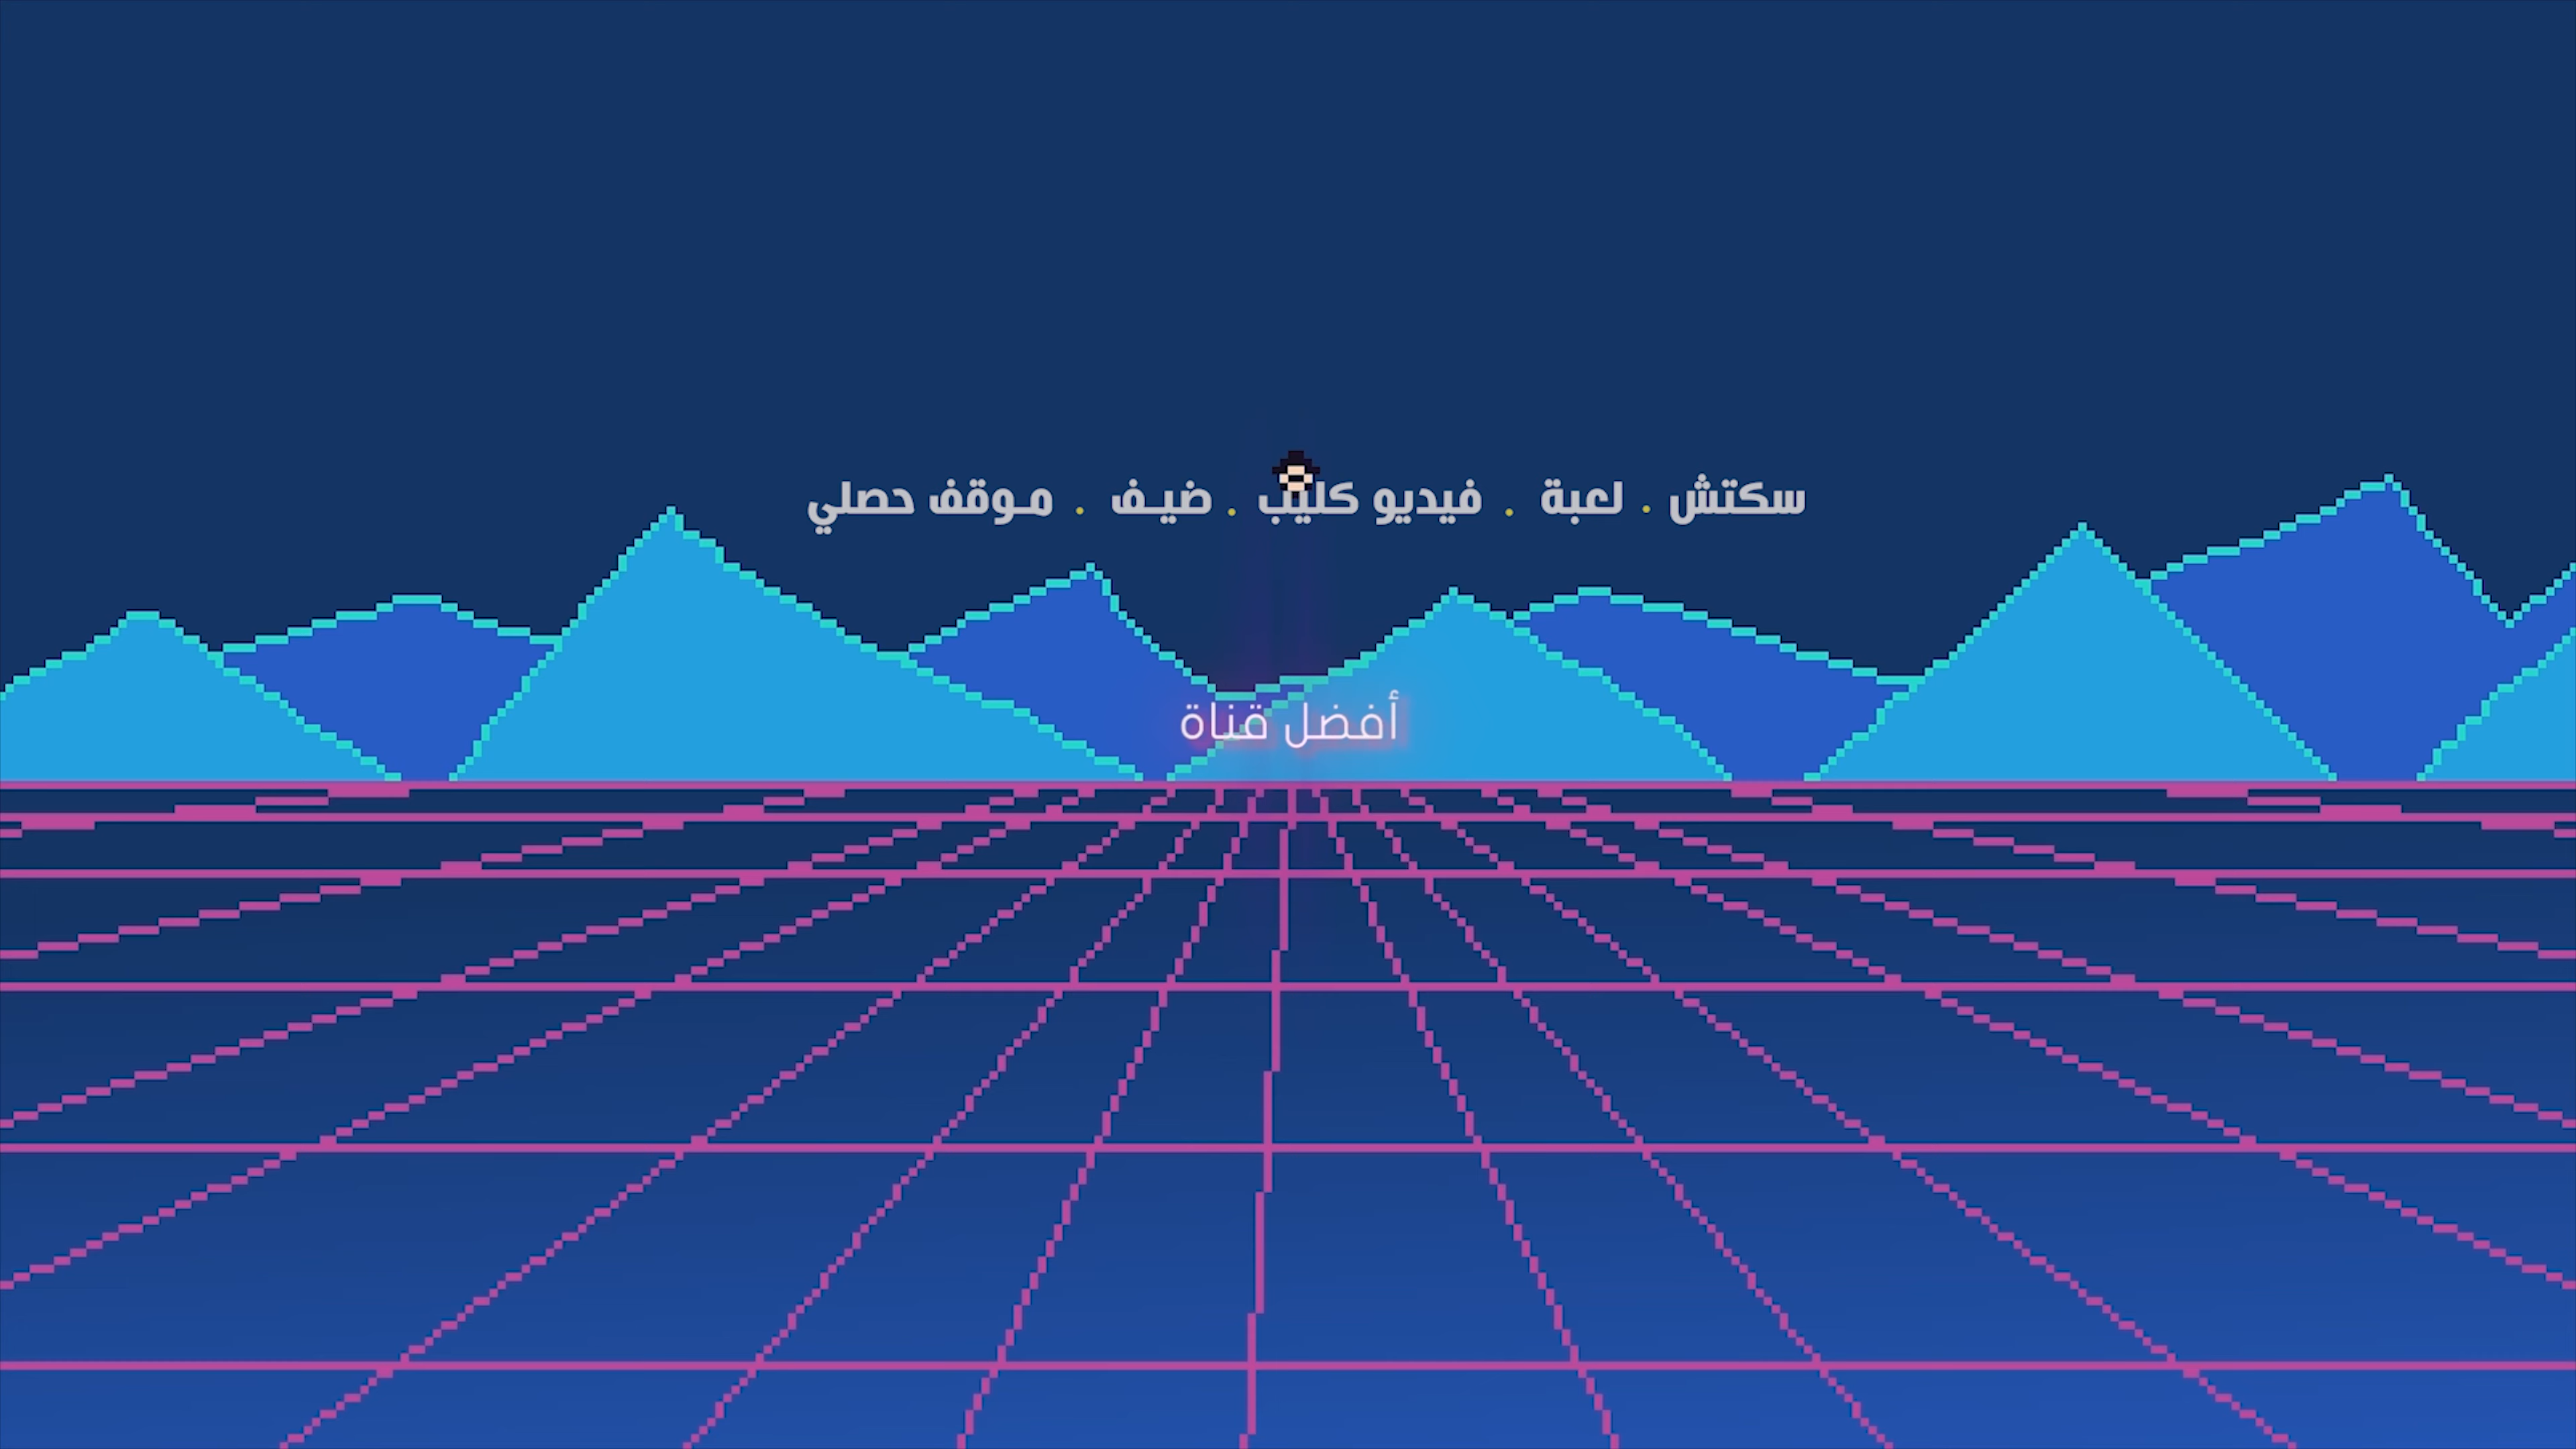 سكتش . لعبة . فيديو كليب . ضيف . موقف حصلي
أفضل قناة